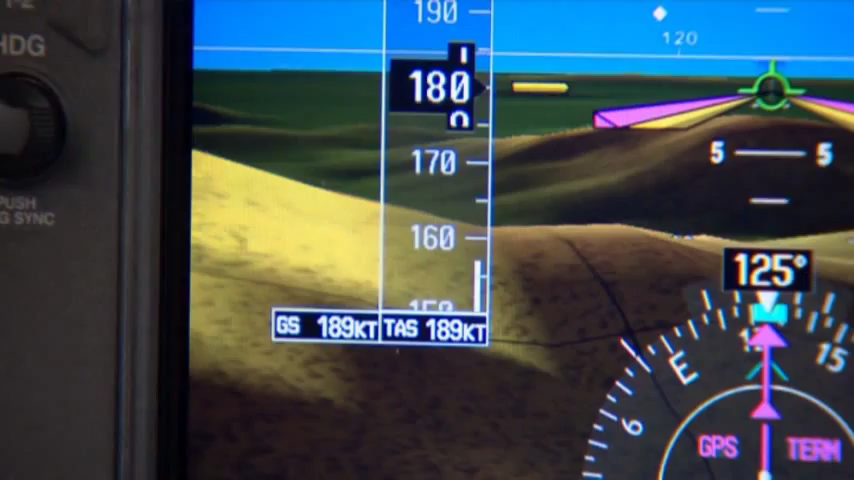 190
120
HDG
180
170
5 5
PUSH
SYNC
160
125°
GS 189KT TAS 189KT
E
15
6
GPS TERM